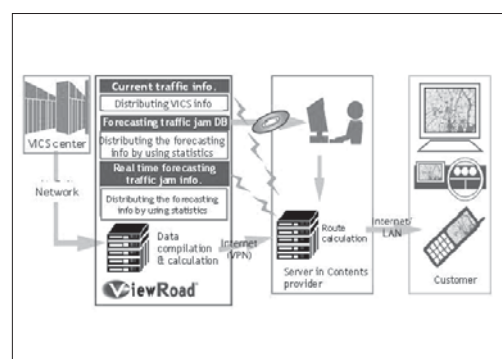 VICS center
Network
Current traffic info.
Distributing VICS info
Forecasting traffic jam DB
Distributing the forecasting
info by using statistics
Real time forecasting
traffic jam info.
Distributing the forecasting
info by using statistics
Data
compilation
& calculation
ViewRoad
Internet
(VPN)
Route
calculation
Server in Contents
provider
Internet/
LAN
Customer